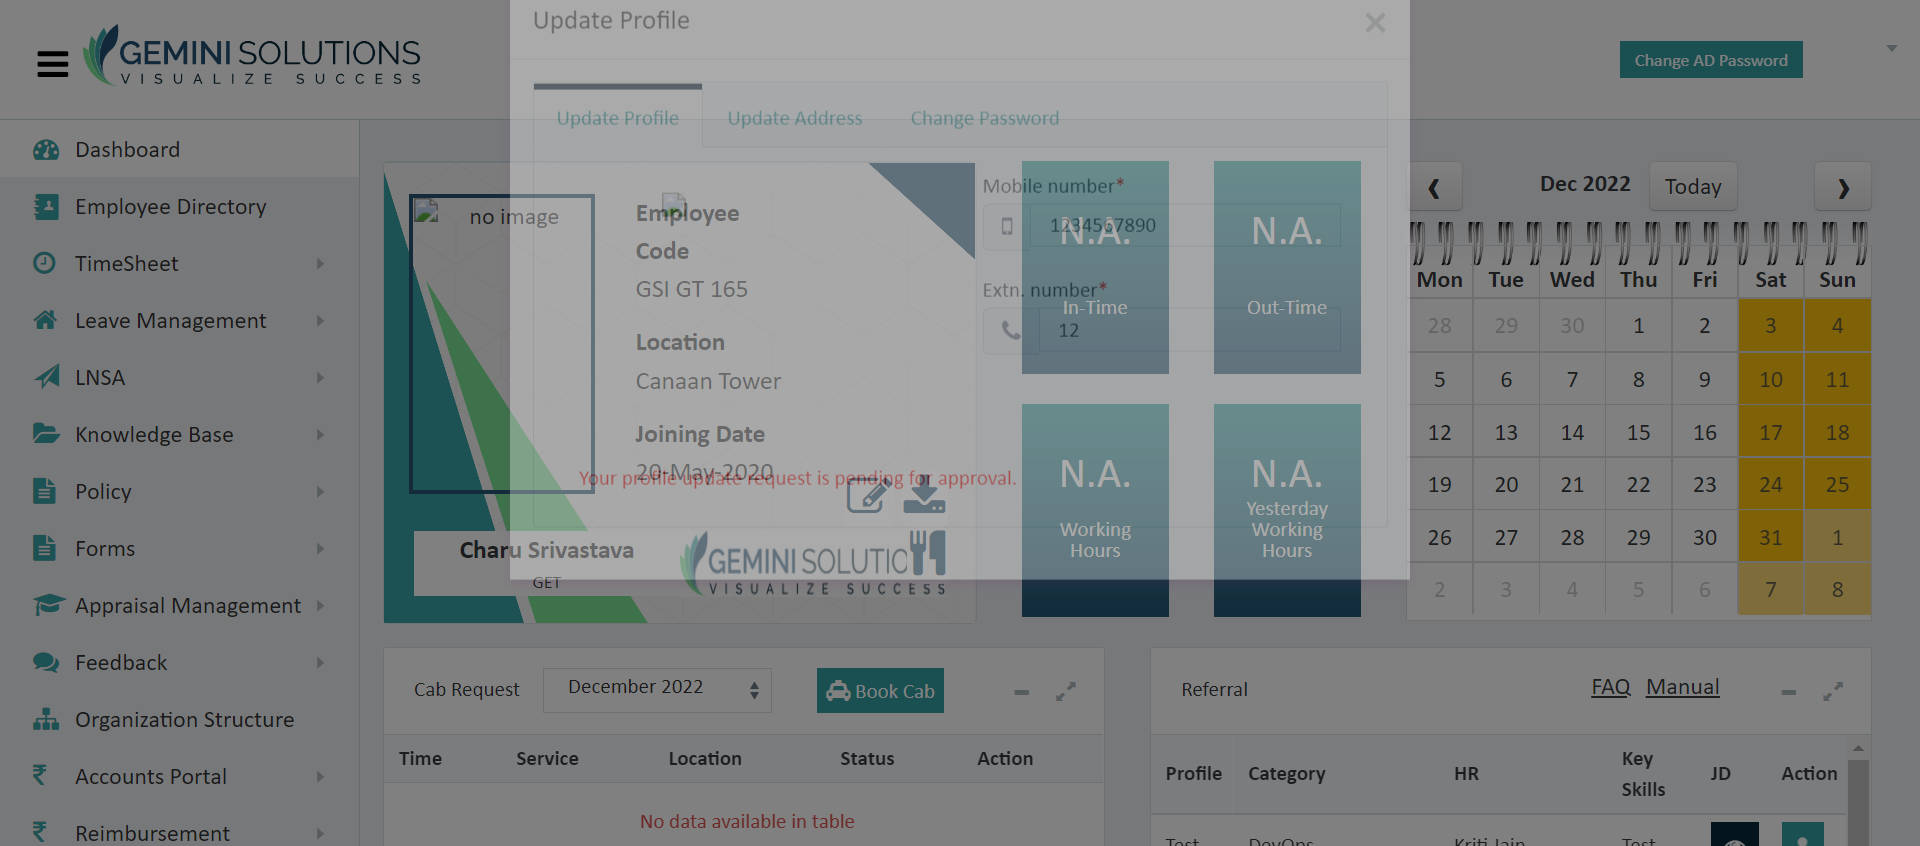 Update Profile
×
GEMINI SOLUTIONS
VISUALIZE SUCCESS
Change AD Password
Update Profile
Update Address
Change Password
Dashboard
Employee Directory
TimeSheet
Leave Management
LNSA
Knowledge Base
Policy
Forms
Appraisal Management
Feedback
Organization Structure
Accounts Portal
Reimbursement
no image
Employee
Code
GSI GT 165
Location
Canaan Tower
Joining Date
20-May-2020
Your profile update request is pending for approval.
Charu Srivastava
GET
GEMINI SOLUTIO
VISUALIZE SUCCESS
Mobile number*
1234567890
Extn. number*
12
N.A.
In-Time
N.A.
Out-Time
N.A.
Working
Hours
N.A.
Yesterday
Working
Hours
❮
Dec 2022
Today
❯
Mon Tue Wed Thu Fri Sat Sun
28 29 30 1 2 3 4
5 6 7 8 9 10 11
12 13 14 15 16 17 18
19 20 21 22 23 24 25
26 27 28 29 30 31 1
2 3 4 5 6 7 8
Cab Request
December 2022
Book Cab
Time Service Location Status Action
No data available in table
Referral
FAQ Manual
Profile Category HR Key Skills JD Action
Test DevOps Kriti Jain Test